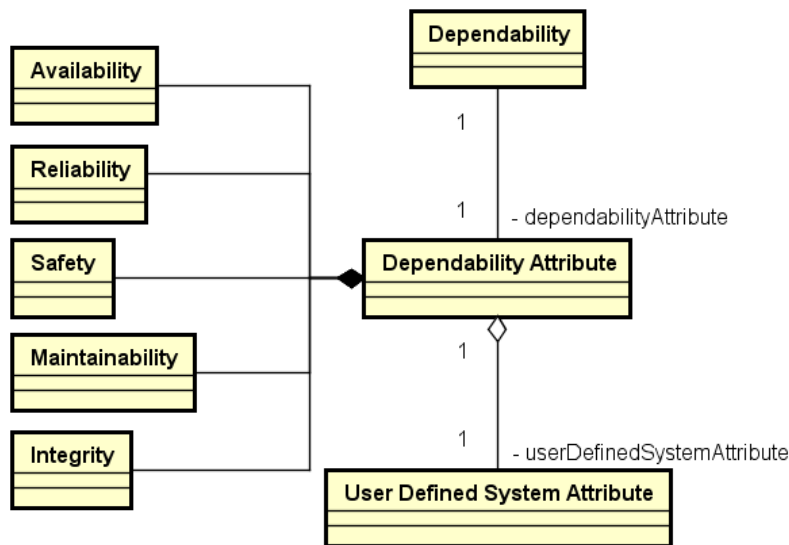 Dependability
Availability
1
Reliability
1
- dependabilityAttribute
Safety
Dependability Attribute
Maintainability
1
1
- userDefinedSystemAttribute
Integrity
User Defined System Attribute